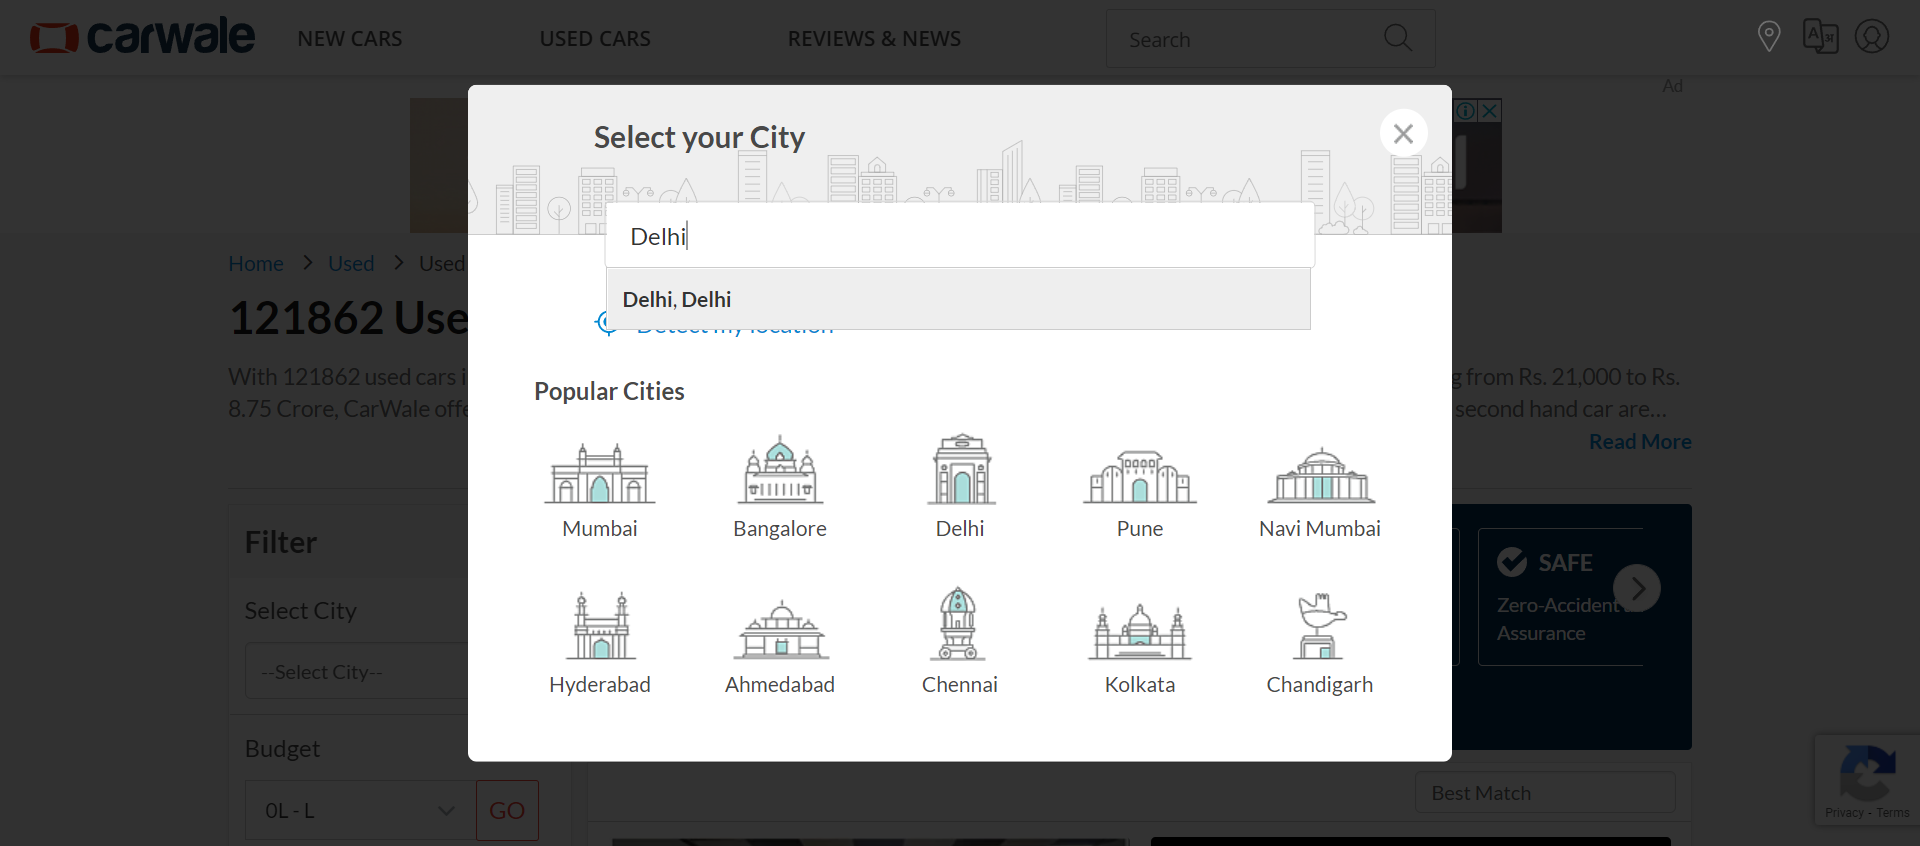 carwale
NEW CARS
USED CARS
REVIEWS & NEWS
Search
A
Ad
Select your City
Delhi
Delhi, Delhi
Detect my location
Home
Used
Used
121862 Use
With 121862 used cars i
g from Rs. 21,000 to Rs.
8.75 Crore, CarWale offe
second hand car are...
Read More
Popular Cities
Mumbai
Bangalore
Delhi
Pune
Navi Mumbai
Hyderabad
Ahmedabad
Chennai
Kolkata
Chandigarh
Filter
Select City
--Select City--
Budget
0L - L
GO
SAFE
Zero-Accident
Assurance
Best Match
Privacy - Terms